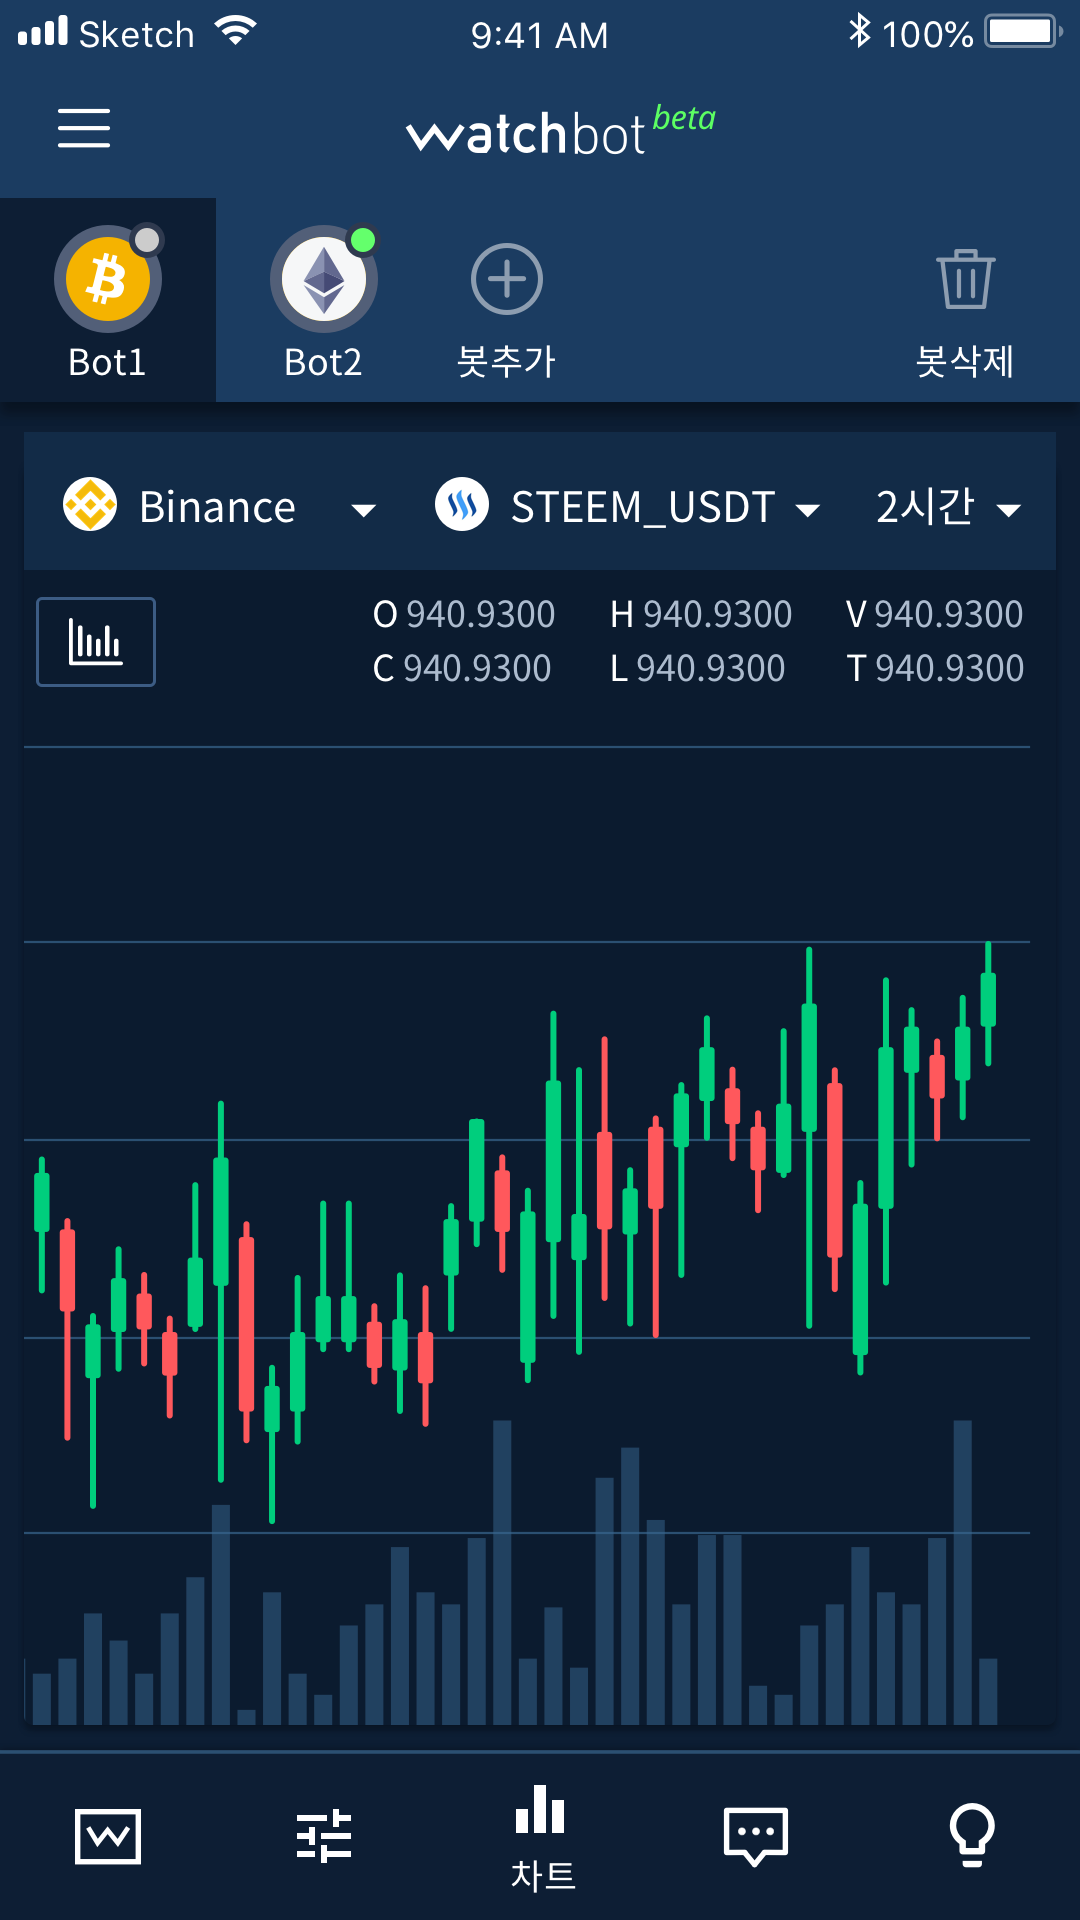 Sketch 9:41 AM 100%
watchbot beta
Bot1 Bot2 봇추가 봇삭제
Binance STEEM_USDT 2시간
O 940.9300 H 940.9300 V 940.9300
C 940.9300 L 940.9300 T 940.9300
차트